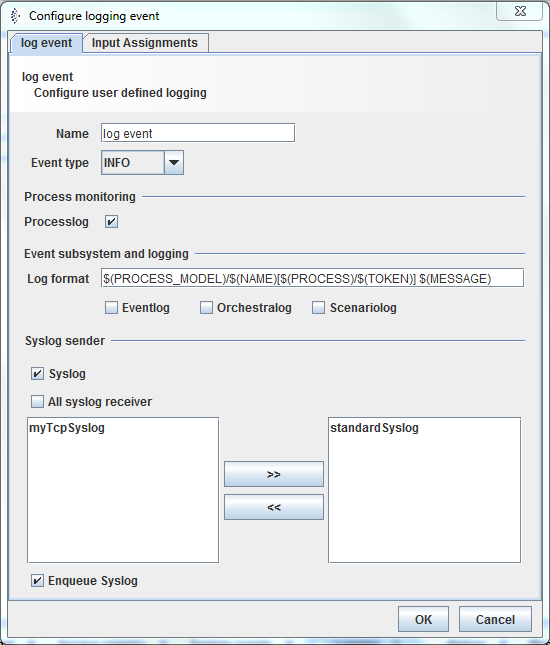 Configure logging event
log event Input Assignments
log event
Configure user defined logging
Name log event
Event type INFO
Process monitoring
Processlog
Event subsystem and logging
Log format $(PROCESS_MODEL)/$(NAME)[$(PROCESS)/$(TOKEN)] $(MESSAGE)
Eventlog Orchestralog Scenariolog
Syslog sender
Syslog
All syslog receiver
myTcpSyslog standardSyslog
>>
<<
Enqueue Syslog
OK Cancel